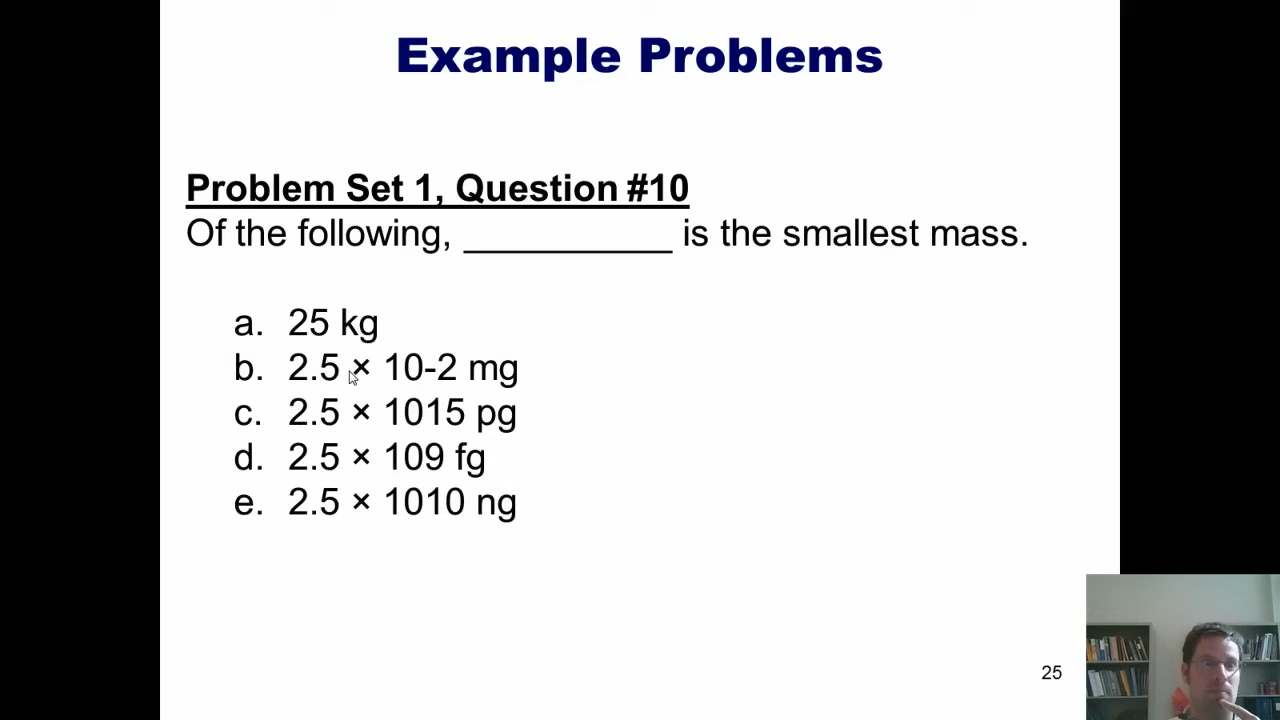 Example Problems
Problem Set 1, Question #10
Of the following, __________ is the smallest mass.
a. 25 kg
b. 2.5 × 10-2 mg
c. 2.5 × 1015 pg
d. 2.5 × 109 fg
e. 2.5 × 1010 ng
25